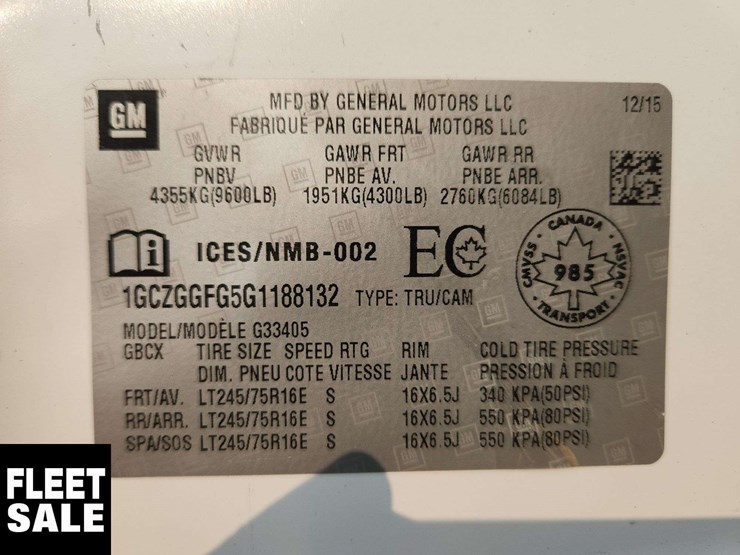 GM
MFD BY GENERAL MOTORS LLC 12/15
FABRIQUÉ PAR GENERAL MOTORS LLC
GVWR GAWR FRT GAWR RR
PNBV PNBE AV. PNBE ARR.
4355KG(9600LB) 1951KG(4300LB) 2760KG(6084LB)
i ICES/NMB-002 EC
CANADA
CMVSS · NSVAC
985
TRANSPORT
1GCZGGFG5G1188132 TYPE: TRU/CAM
MODEL/MODÈLE G33405
GBCX TIRE SIZE SPEED RTG RIM COLD TIRE PRESSURE
DIM. PNEU COTE VITESSE JANTE PRESSION À FROID
FRT/AV. LT245/75R16E S 16X6.5J 340 KPA(50PSI)
RR/ARR. LT245/75R16E S 16X6.5J 550 KPA(80PSI)
SPA/SOS LT245/75R16E S 16X6.5J 550 KPA(80PSI)
FLEET
SALE